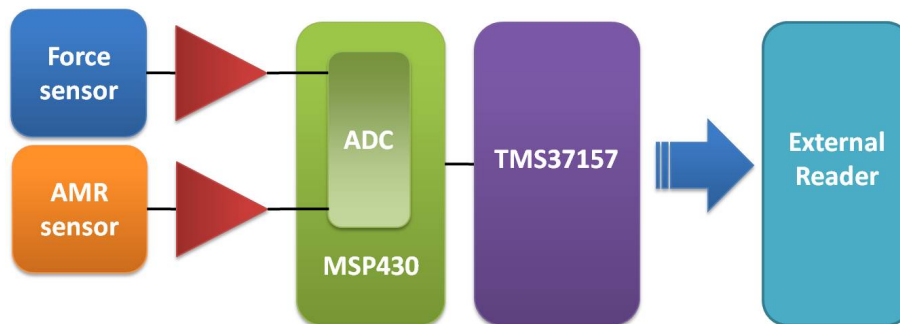 Force
sensor
AMR
sensor
ADC
MSP430
TMS37157
External
Reader